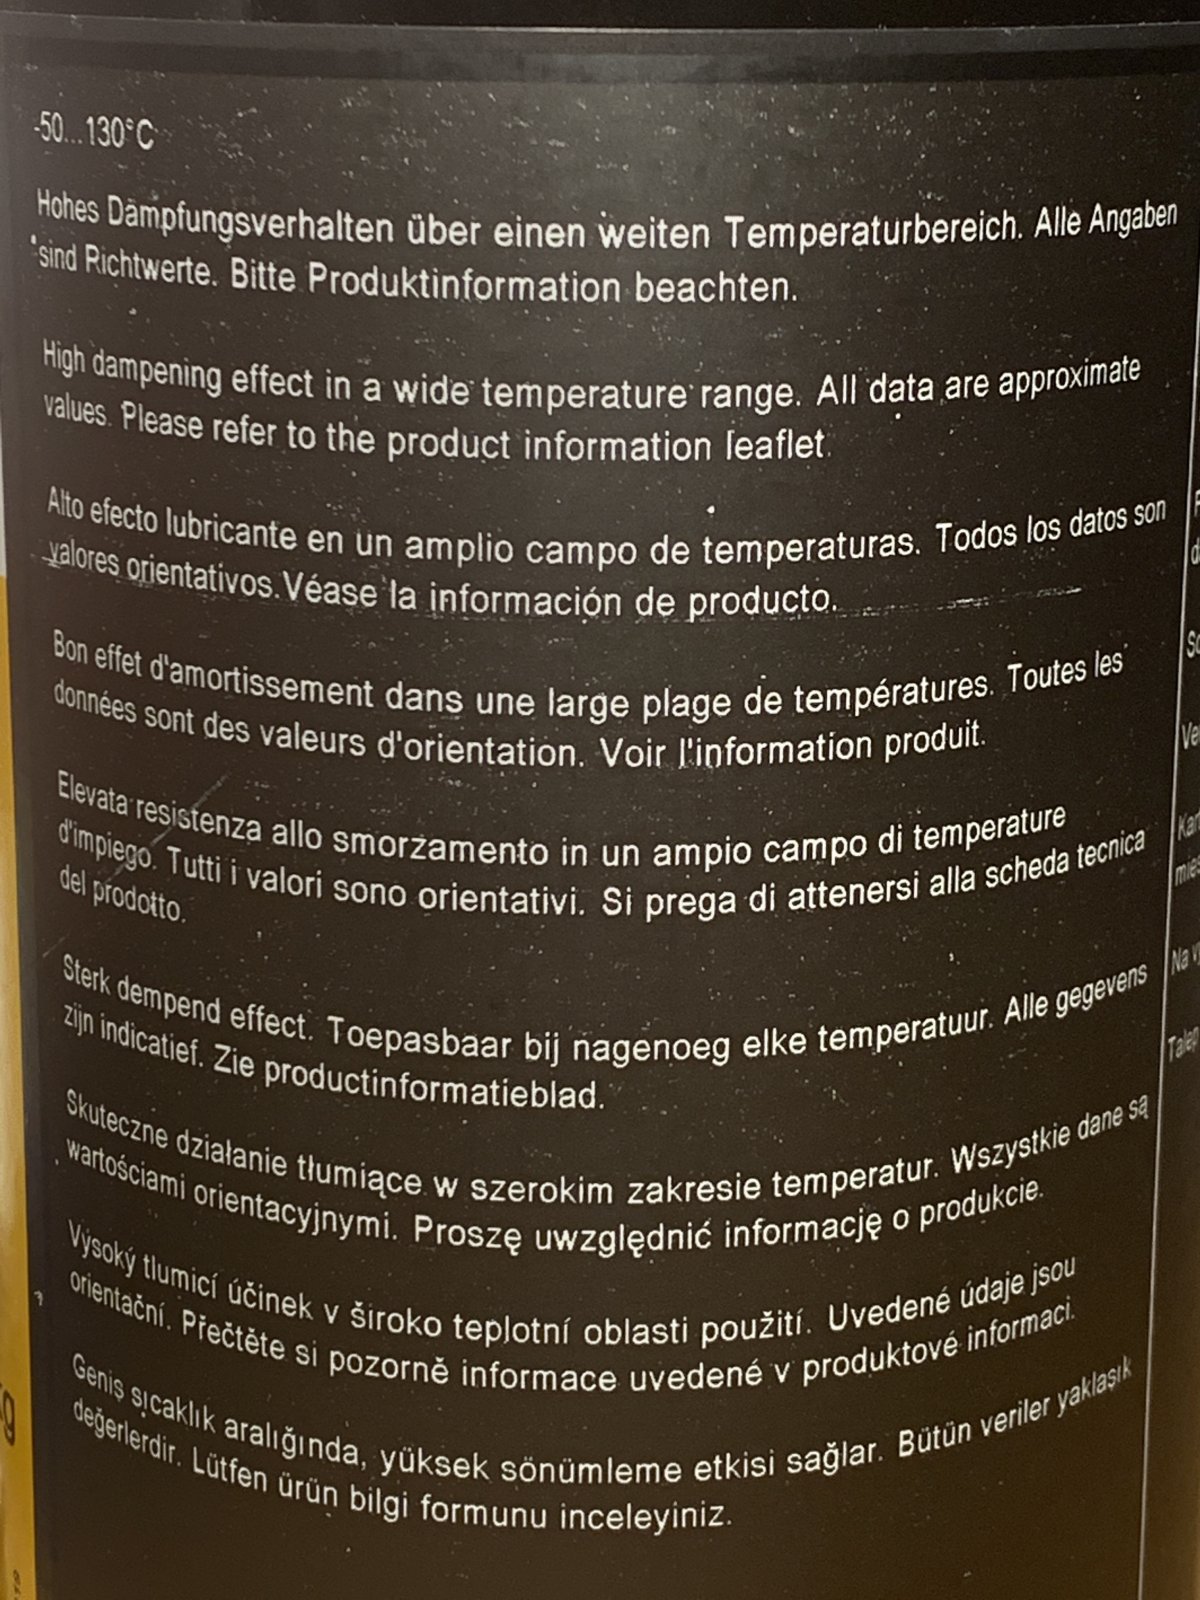 -50...130°C
Hohes Dämpfungsverhalten über einen weiten Temperaturbereich. Alle Angaben
sind Richtwerte. Bitte Produktinformation beachten.
High dampening effect in a wide temperature range. All data are approximate
values. Please refer to the product information leaflet.
Alto efecto lubricante en un amplio campo de temperaturas. Todos los datos son
valores orientativos. Véase la información de producto.
Bon effet d'amortissement dans une large plage de températures. Toutes les
données sont des valeurs d'orientation. Voir l'information produit.
Elevata resistenza allo smorzamento in un ampio campo di temperature
d'impiego. Tutti i valori sono orientativi. Si prega di attenersi alla scheda tecnica
del prodotto.
Sterk dempend effect. Toepasbaar bij nagenoeg elke temperatuur. Alle gegevens
zijn indicatief. Zie productinformatieblad.
Skuteczne działanie tłumiące w szerokim zakresie temperatur. Wszystkie dane są
wartościami orientacyjnymi. Proszę uwzględnić informację o produkcie.
Vysoký tlumicí účinek v široko teplotní oblasti použití. Uvedené údaje jsou
orientační. Přečtěte si pozorně informace uvedené v produktové informaci.
Geniş sıcaklık aralığında, yüksek sönümleme etkisi sağlar. Bütün veriler yaklaşık
değerlerdir. Lütfen ürün bilgi formunu inceleyiniz.